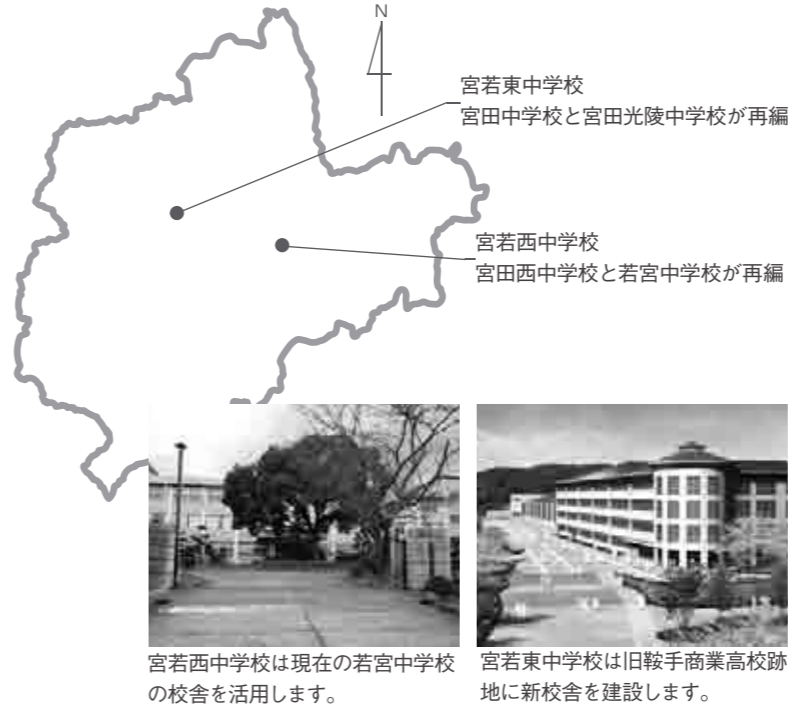 N
宮若東中学校
宮田中学校と宮田光陵中学校が再編
宮若西中学校
宮田西中学校と若宮中学校が再編
宮若西中学校は現在の若宮中学校
の校舎を活用します。
宮若東中学校は旧鞍手商業高校跡
地に新校舎を建設します。